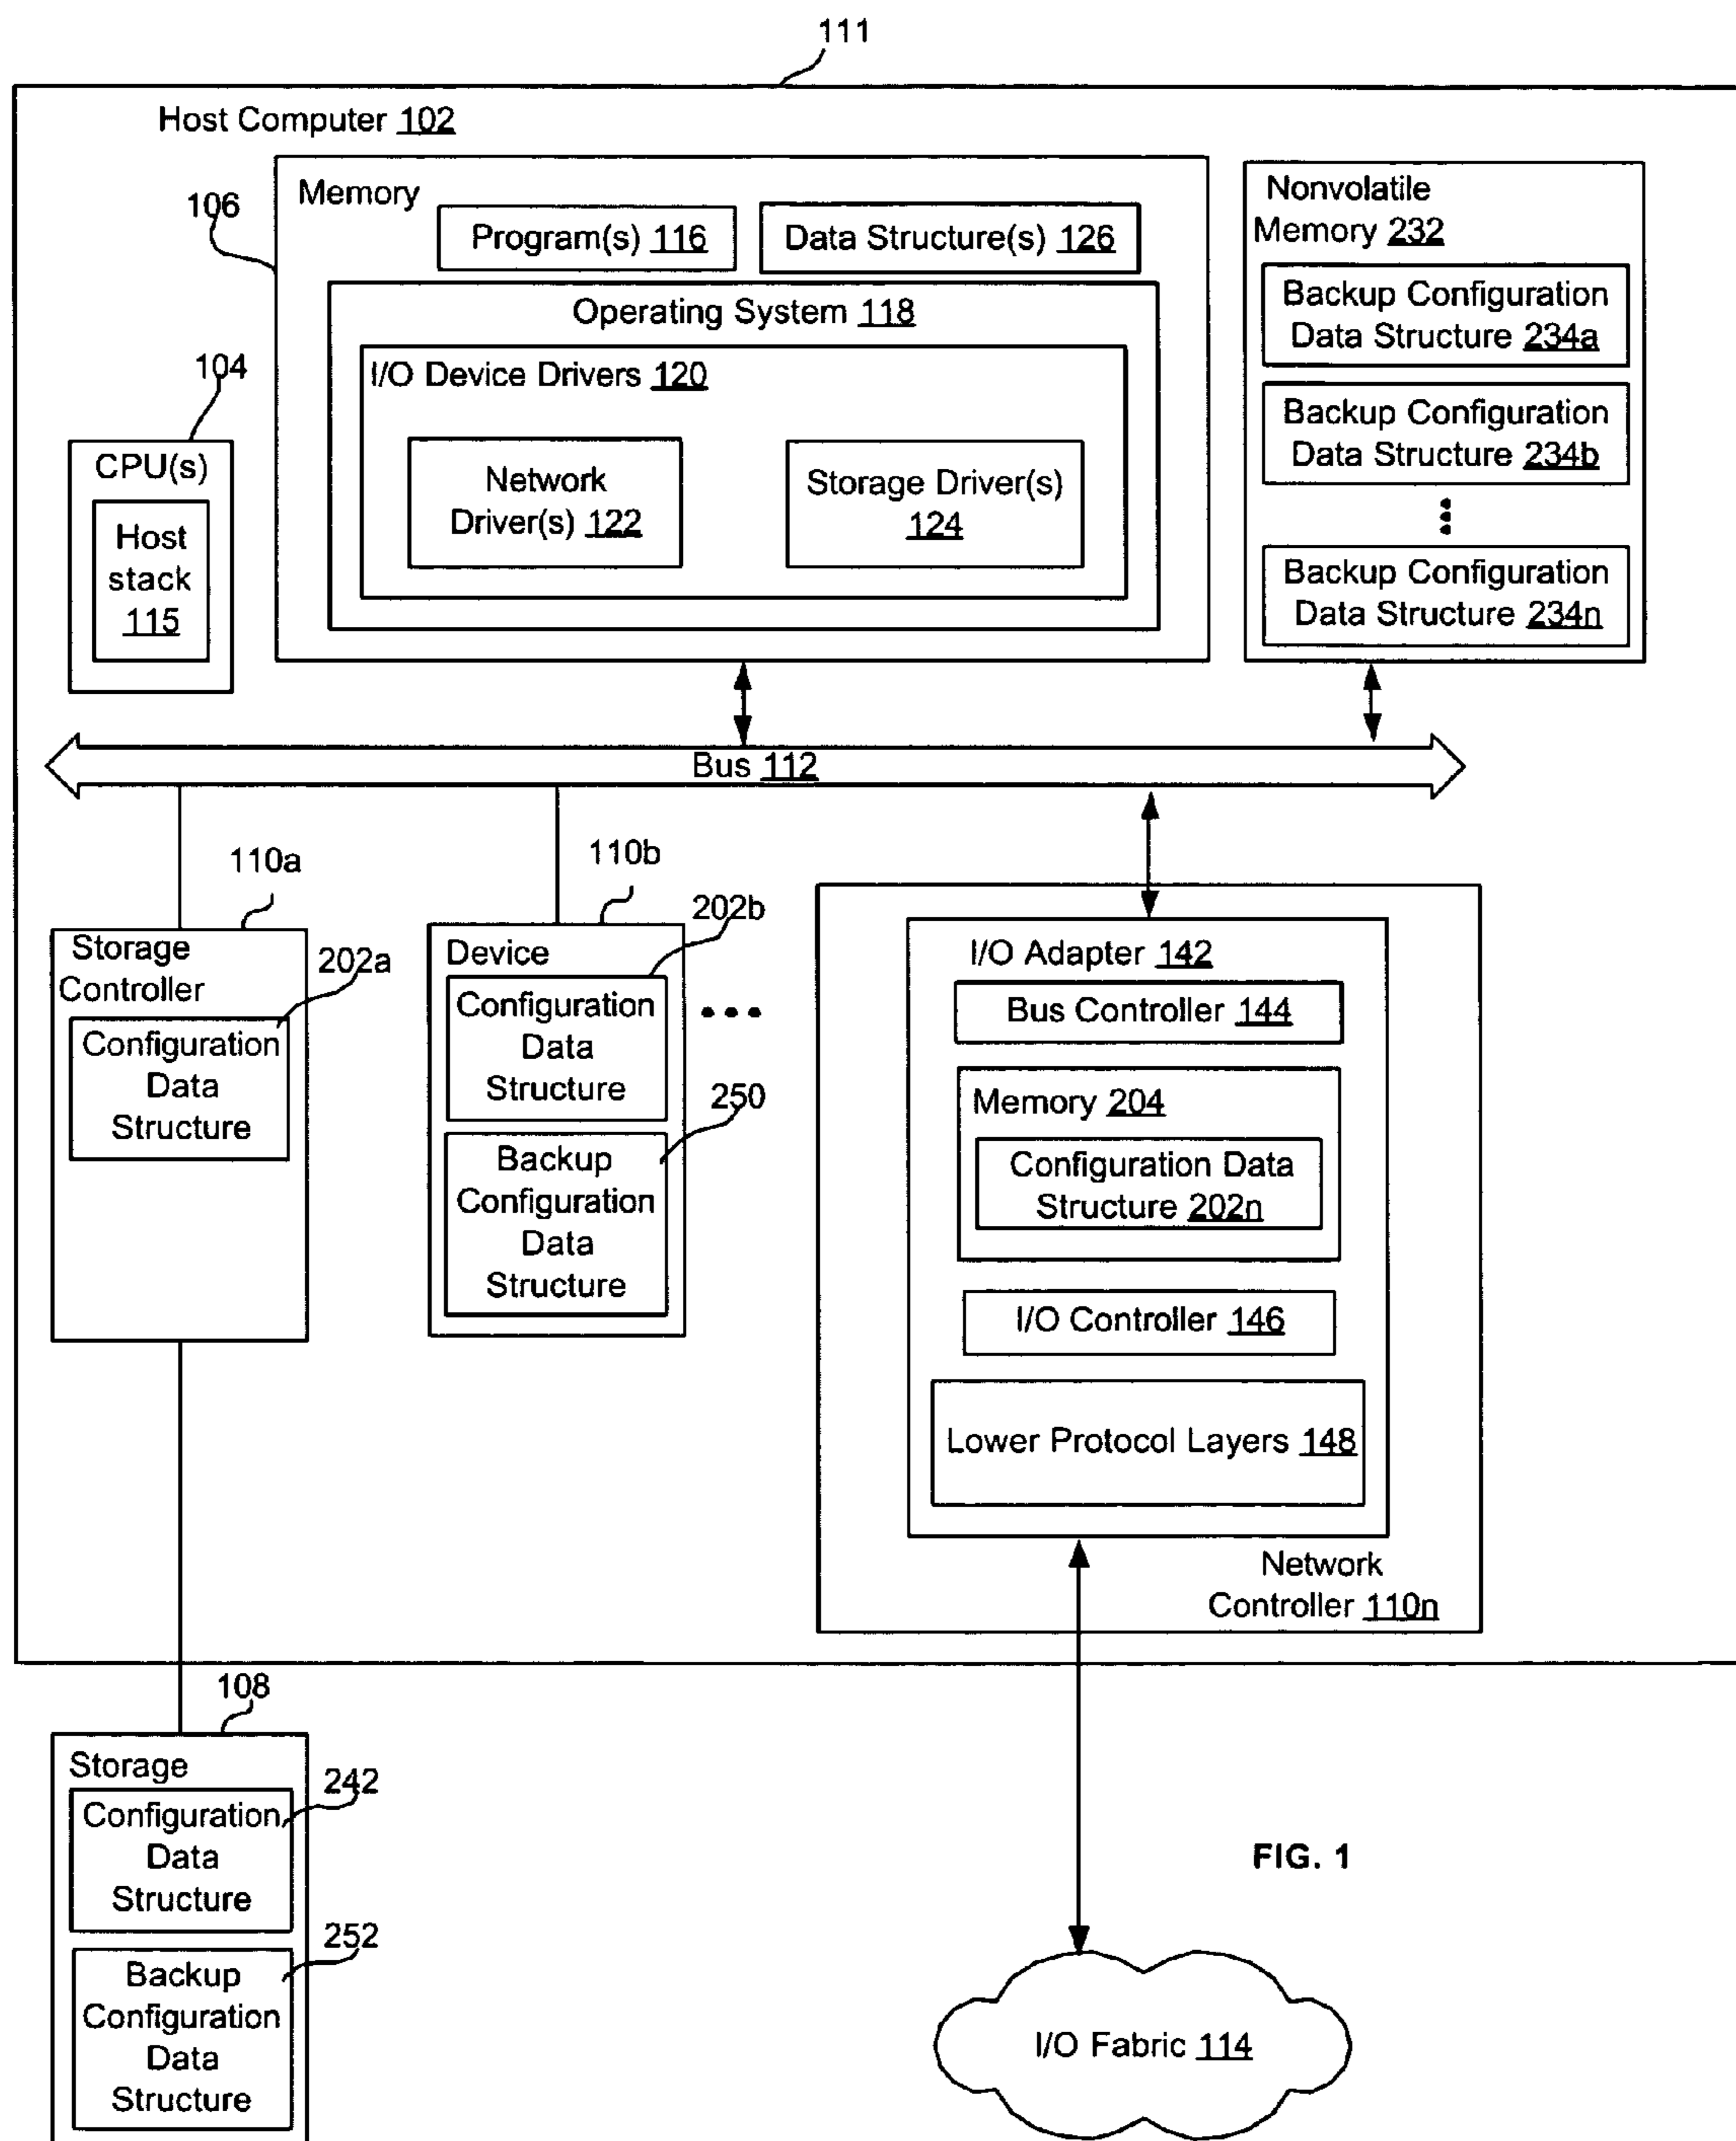 111
Host Computer 102
106
Memory
Program(s) 116
Data Structure(s) 126
Operating System 118
I/O Device Drivers 120
Network
Driver(s) 122
Storage Driver(s)
124
Nonvolatile
Memory 232
Backup Configuration
Data Structure 234a
Backup Configuration
Data Structure 234b
Backup Configuration
Data Structure 234n
104
CPU(s)
Host
stack
115
Bus 112
110a
Storage
Controller
202a
Configuration
Data
Structure
110b
Device
202b
Configuration
Data
Structure
250
Backup
Configuration
Data
Structure
I/O Adapter 142
Bus Controller 144
Memory 204
Configuration Data
Structure 202n
I/O Controller 146
Lower Protocol Layers 148
Network
Controller 110n
108
Storage
242
Configuration
Data
Structure
252
Backup
Configuration
Data
Structure
FIG. 1
I/O Fabric 114